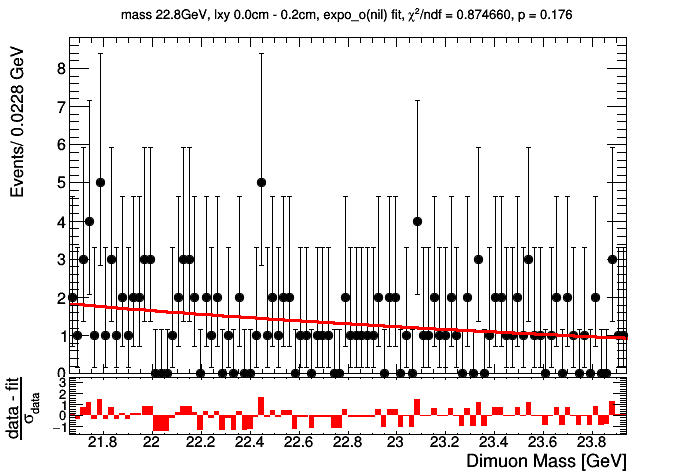 mass 22.8GeV, lxy 0.0cm - 0.2cm, expo_o(nil) fit, χ²/ndf = 0.874660, p = 0.176
Events/ 0.0228 GeV
8
7
6
5
4
3
2
1
0
data - fit
σdata
3
2
1
0
−1
21.8 22 22.2 22.4 22.6 22.8 23 23.2 23.4 23.6 23.8
Dimuon Mass [GeV]